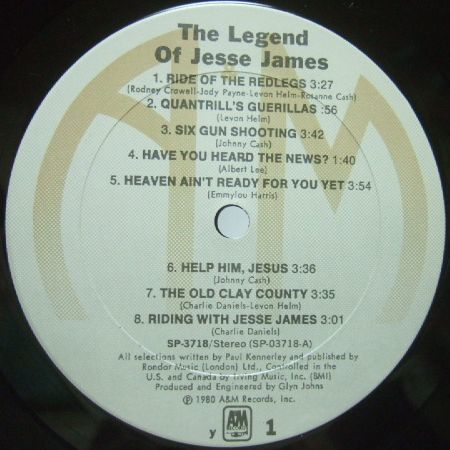 The Legend
Of Jesse James
1. RIDE OF THE REDLEGS 3:27
(Rodney Crowell-Jody Payne-Levon Helm-Rosanne Cash)
2. QUANTRILL'S GUERILLAS :56
(Levon Helm)
3. SIX GUN SHOOTING 3:42
(Johnny Cash)
4. HAVE YOU HEARD THE NEWS? 1:40
(Albert Lee)
5. HEAVEN AIN'T READY FOR YOU YET 3:54
(Emmylou Harris)
6. HELP HIM, JESUS 3:36
(Johnny Cash)
7. THE OLD CLAY COUNTY 3:35
(Charlie Daniels-Levon Helm)
8. RIDING WITH JESSE JAMES 3:01
(Charlie Daniels)
SP-3718/Stereo (SP-03718-A)
All selections written by Paul Kennerley and published by
Rondor Music (London) Ltd., Controlled in the
U.S. and Canada by Irving Music, Inc. (BMI)
Produced and Engineered by Glyn Johns
℗ 1980 A&M Records, Inc.
y A&M RECORDS 1